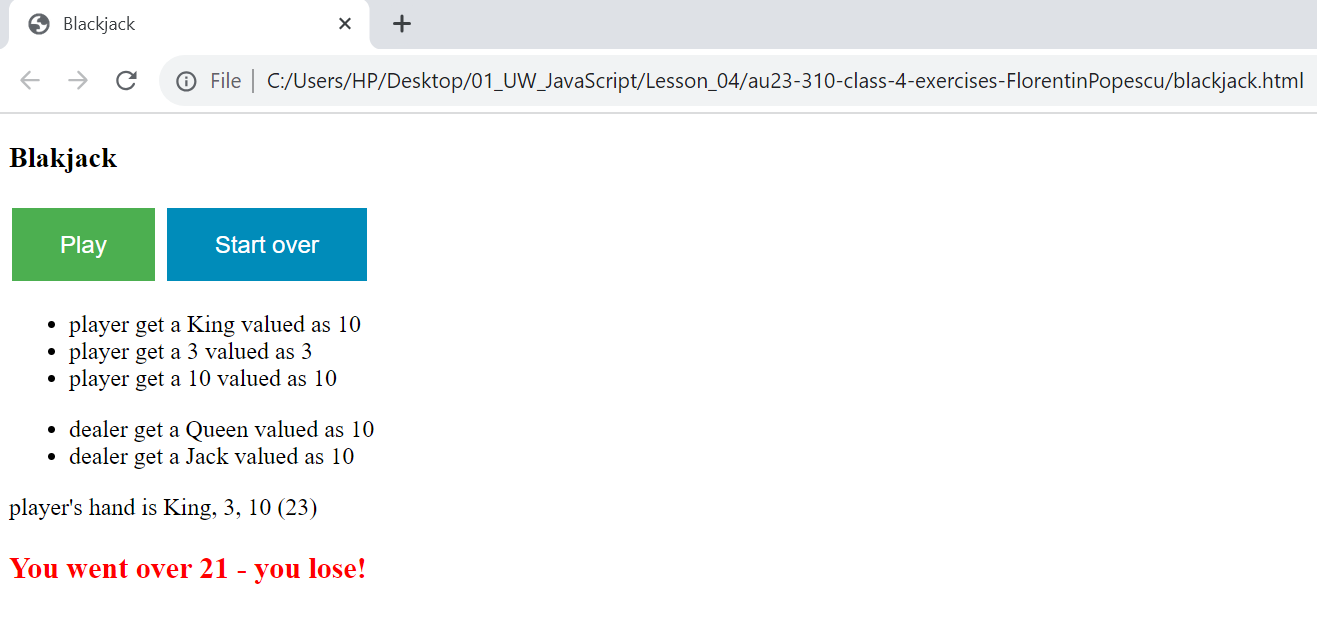 Blackjack
File C:/Users/HP/Desktop/01_UW_JavaScript/Lesson_04/au23-310-class-4-exercises-FlorentinPopescu/blackjack.html
Blakjack
Play Start over
• player get a King valued as 10
• player get a 3 valued as 3
• player get a 10 valued as 10
• dealer get a Queen valued as 10
• dealer get a Jack valued as 10
player's hand is King, 3, 10 (23)
You went over 21 - you lose!